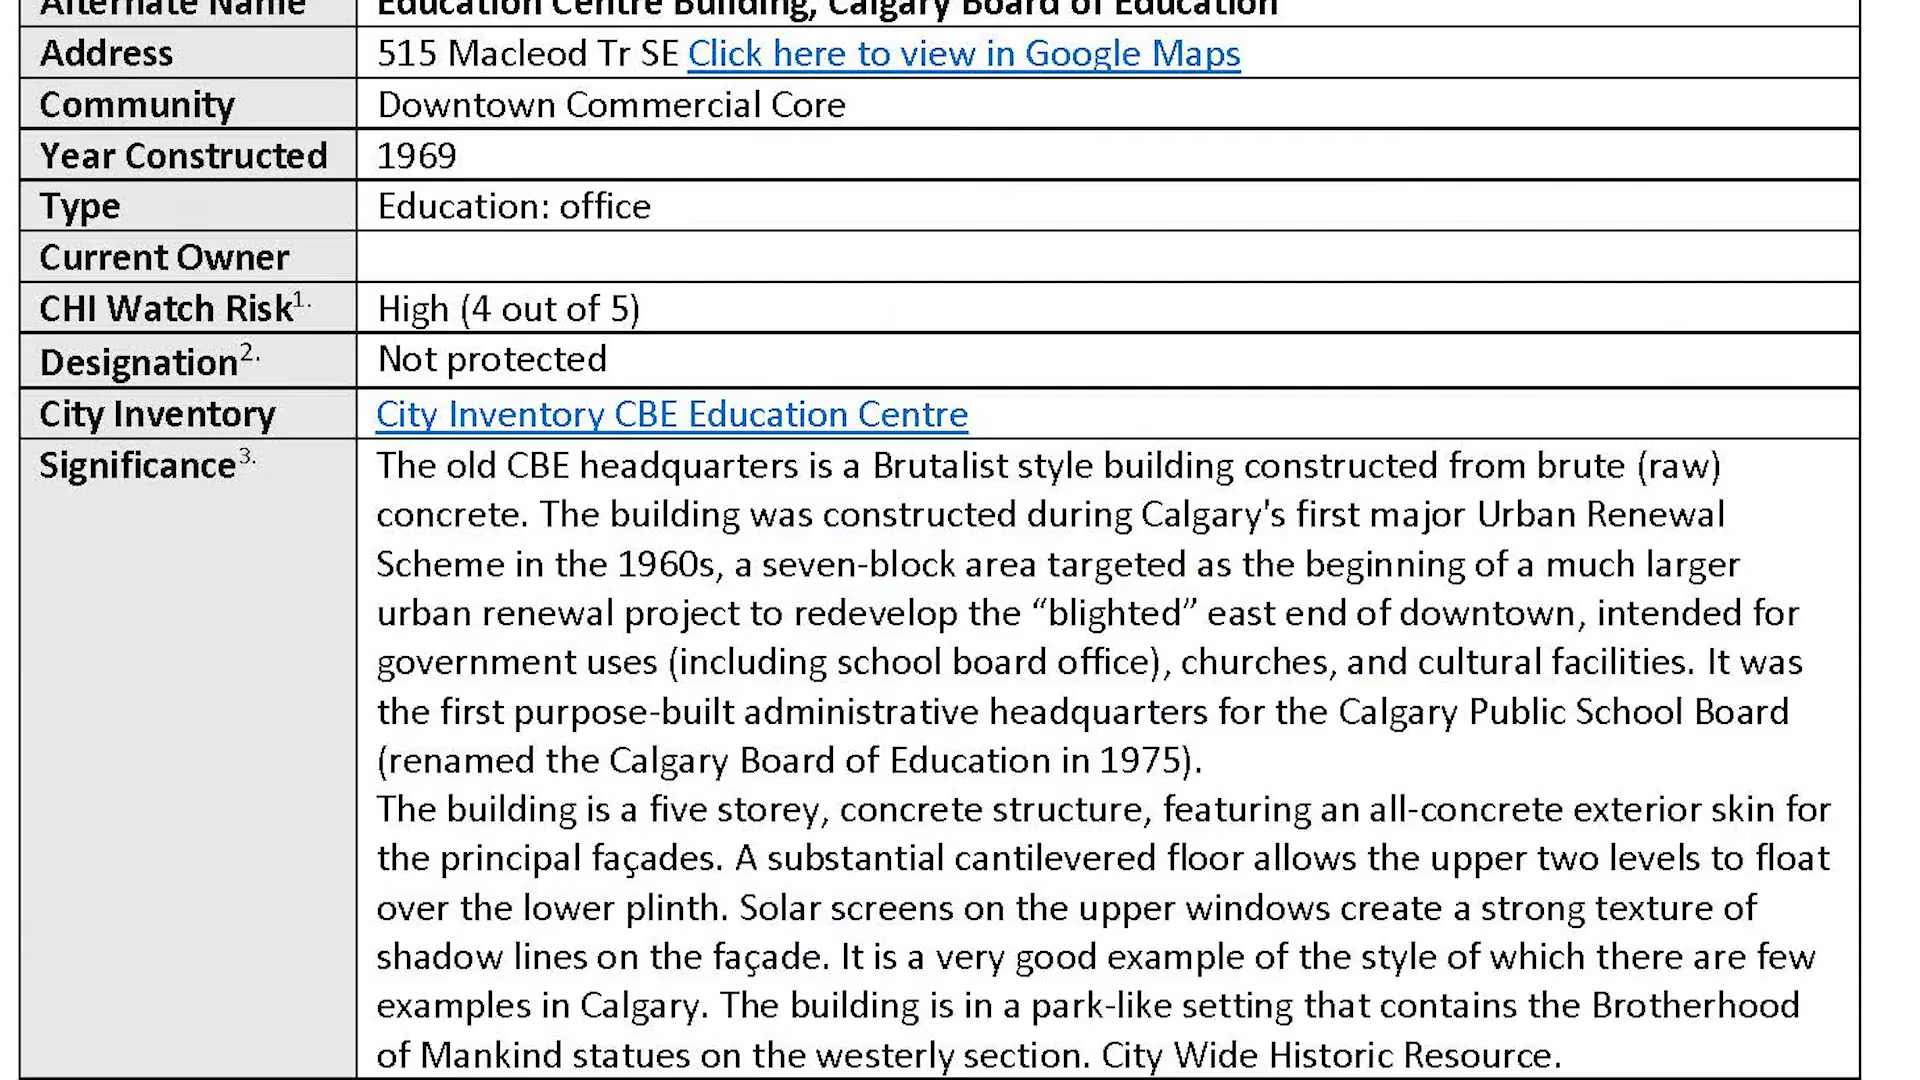 Alternate Name Education Centre Building, Calgary Board of Education
Address 515 Macleod Tr SE Click here to view in Google Maps
Community Downtown Commercial Core
Year Constructed 1969
Type Education: office
Current Owner
CHI Watch Risk1. High (4 out of 5)
Designation2. Not protected
City Inventory City Inventory CBE Education Centre
Significance3. The old CBE headquarters is a Brutalist style building constructed from brute (raw)
concrete. The building was constructed during Calgary's first major Urban Renewal
Scheme in the 1960s, a seven-block area targeted as the beginning of a much larger
urban renewal project to redevelop the “blighted” east end of downtown, intended for
government uses (including school board office), churches, and cultural facilities. It was
the first purpose-built administrative headquarters for the Calgary Public School Board
(renamed the Calgary Board of Education in 1975).
The building is a five storey, concrete structure, featuring an all-concrete exterior skin for
the principal façades. A substantial cantilevered floor allows the upper two levels to float
over the lower plinth. Solar screens on the upper windows create a strong texture of
shadow lines on the façade. It is a very good example of the style of which there are few
examples in Calgary. The building is in a park-like setting that contains the Brotherhood
of Mankind statues on the westerly section. City Wide Historic Resource.